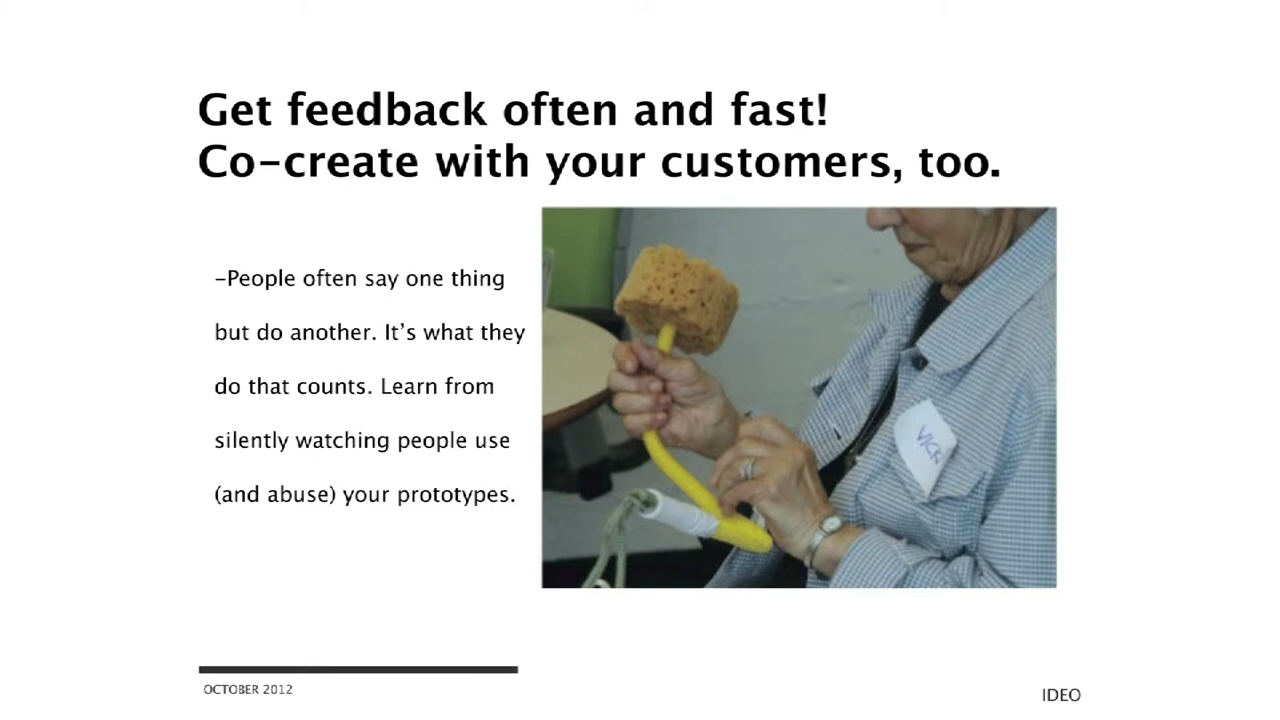 Get feedback often and fast!
Co-create with your customers, too.
-People often say one thing
but do another. It's what they
do that counts. Learn from
silently watching people use
(and abuse) your prototypes.
VICK
OCTOBER 2012
IDEO